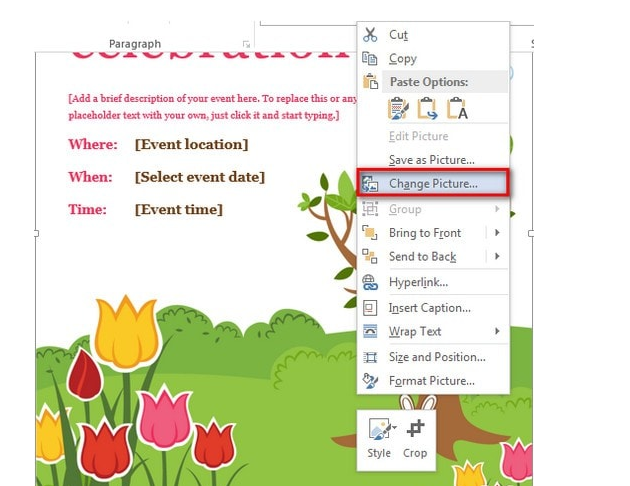 Paragraph
celebration
[Add a brief description of your event here. To replace this or any
placeholder text with your own, just click it and start typing.]
Where: [Event location]
When: [Select event date]
Time: [Event time]
Cut
Copy
Paste Options:
A
Edit Picture
Save as Picture...
Change Picture...
Group
Bring to Front
Send to Back
Hyperlink...
Insert Caption...
Wrap Text
Size and Position...
Format Picture...
Style Crop